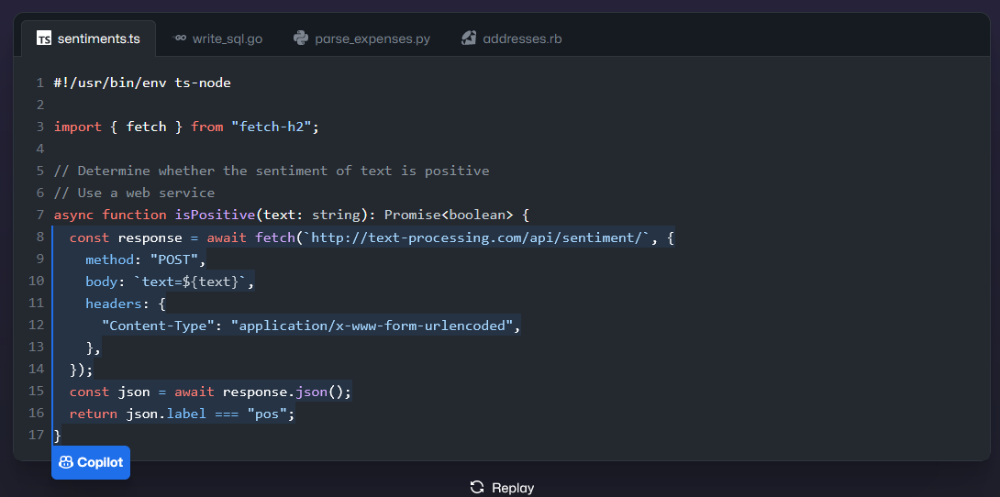 TS sentiments.ts GO write_sql.go parse_expenses.py addresses.rb
1 #!/usr/bin/env ts-node
2
3 import { fetch } from "fetch-h2";
4
5 // Determine whether the sentiment of text is positive
6 // Use a web service
7 async function isPositive(text: string): Promise<boolean> {
8   const response = await fetch(`http://text-processing.com/api/sentiment/`, {
9     method: "POST",
10     body: `text=${text}`,
11     headers: {
12       "Content-Type": "application/x-www-form-urlencoded",
13     },
14   });
15   const json = await response.json();
16   return json.label === "pos";
17 }
Copilot
Replay